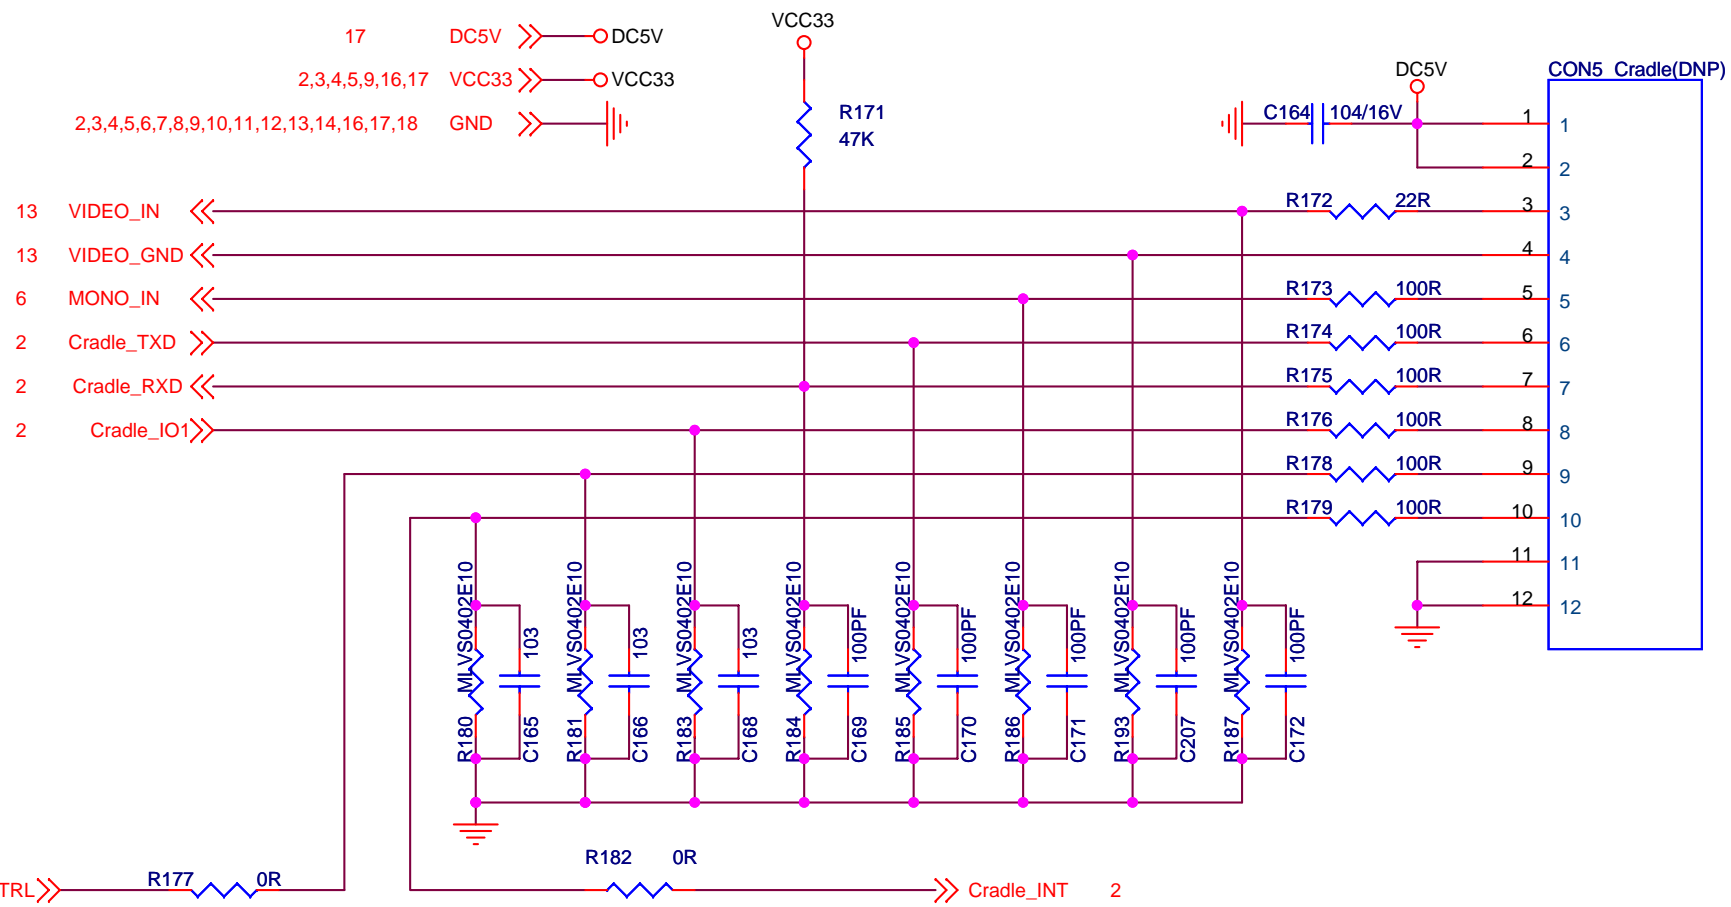 VCC33
17 DC5V DC5V
2,3,4,5,9,16,17 VCC33 VCC33
2,3,4,5,6,7,8,9,10,11,12,13,14,16,17,18 GND
R171
47K
DC5V
CON5 Cradle(DNP)
C164 104/16V
1 1
2 2
13 VIDEO_IN R172 22R 3 3
13 VIDEO_GND 4 4
6 MONO_IN R173 100R 5 5
2 Cradle_TXD R174 100R 6 6
2 Cradle_RXD R175 100R 7 7
2 Cradle_IO1 R176 100R 8 8
R178 100R 9 9
R179 100R 10 10
11 11
12 12
R180 MLVS0402E10
C165 103
R181 MLVS0402E10
C166 103
R183 MLVS0402E10
C168 103
R184 MLVS0402E10
C169 100PF
R185 MLVS0402E10
C170 100PF
R186 MLVS0402E10
C171 100PF
R193 MLVS0402E10
C207 100PF
R187 MLVS0402E10
C172 100PF
TRL R177 0R
R182 0R
Cradle_INT 2